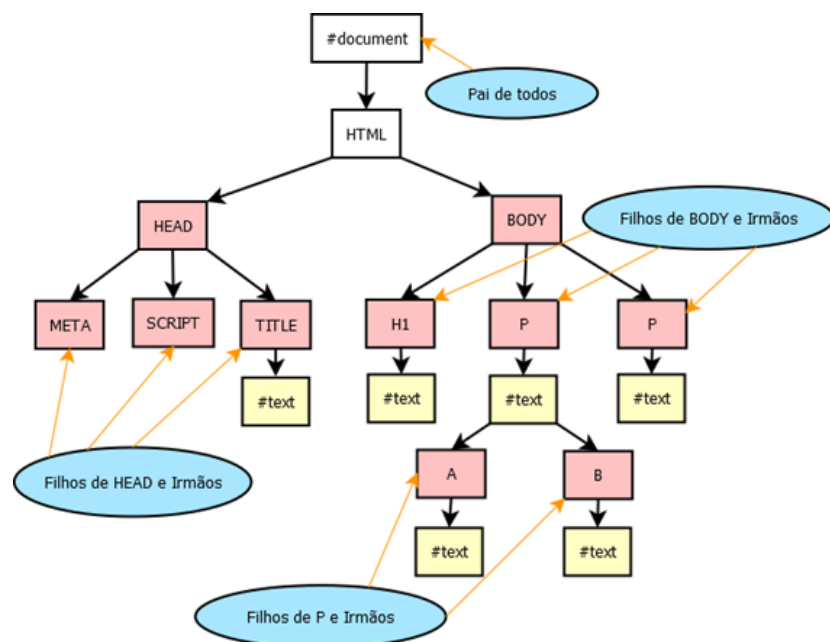 #document
Pai de todos
HTML
HEAD
BODY
Filhos de BODY e Irmãos
META
SCRIPT
TITLE
H1
P
P
#text
#text
#text
#text
Filhos de HEAD e Irmãos
A
B
#text
#text
Filhos de P e Irmãos